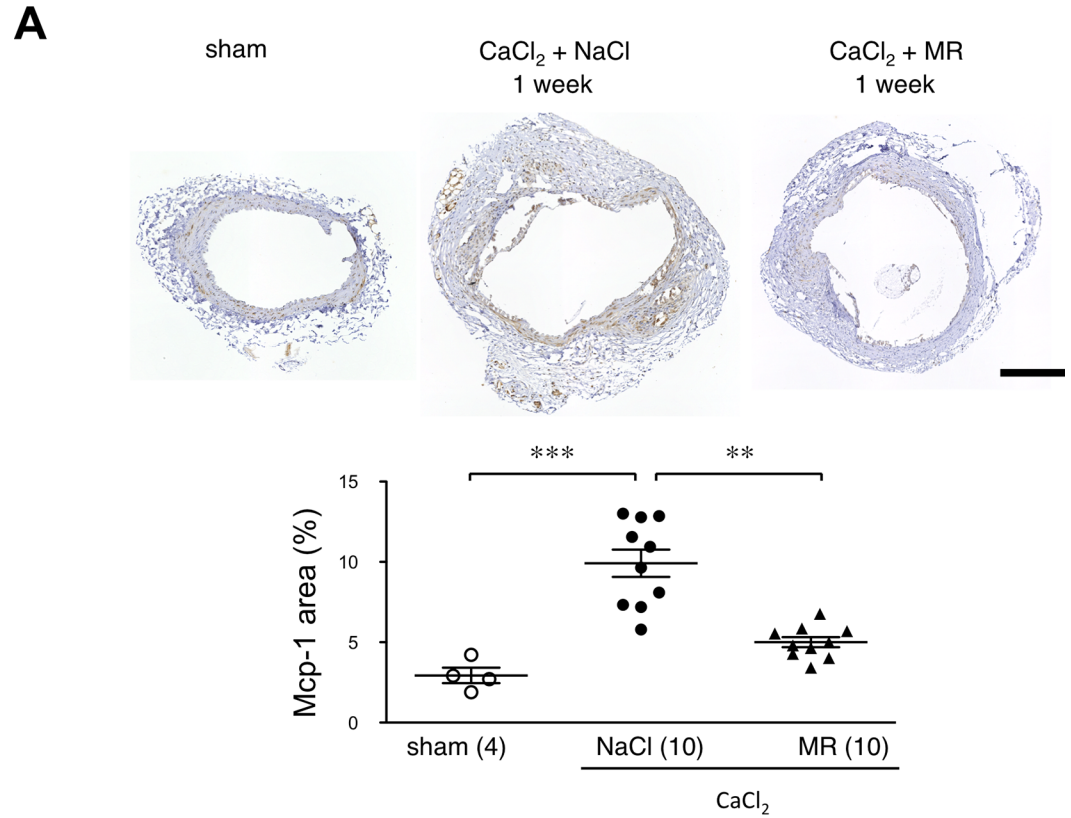 A
sham
CaCl₂ + NaCl
1 week
CaCl₂ + MR
1 week
*** **
15
10
5
0
Mcp-1 area (%)
sham (4) NaCl (10) MR (10)
CaCl₂